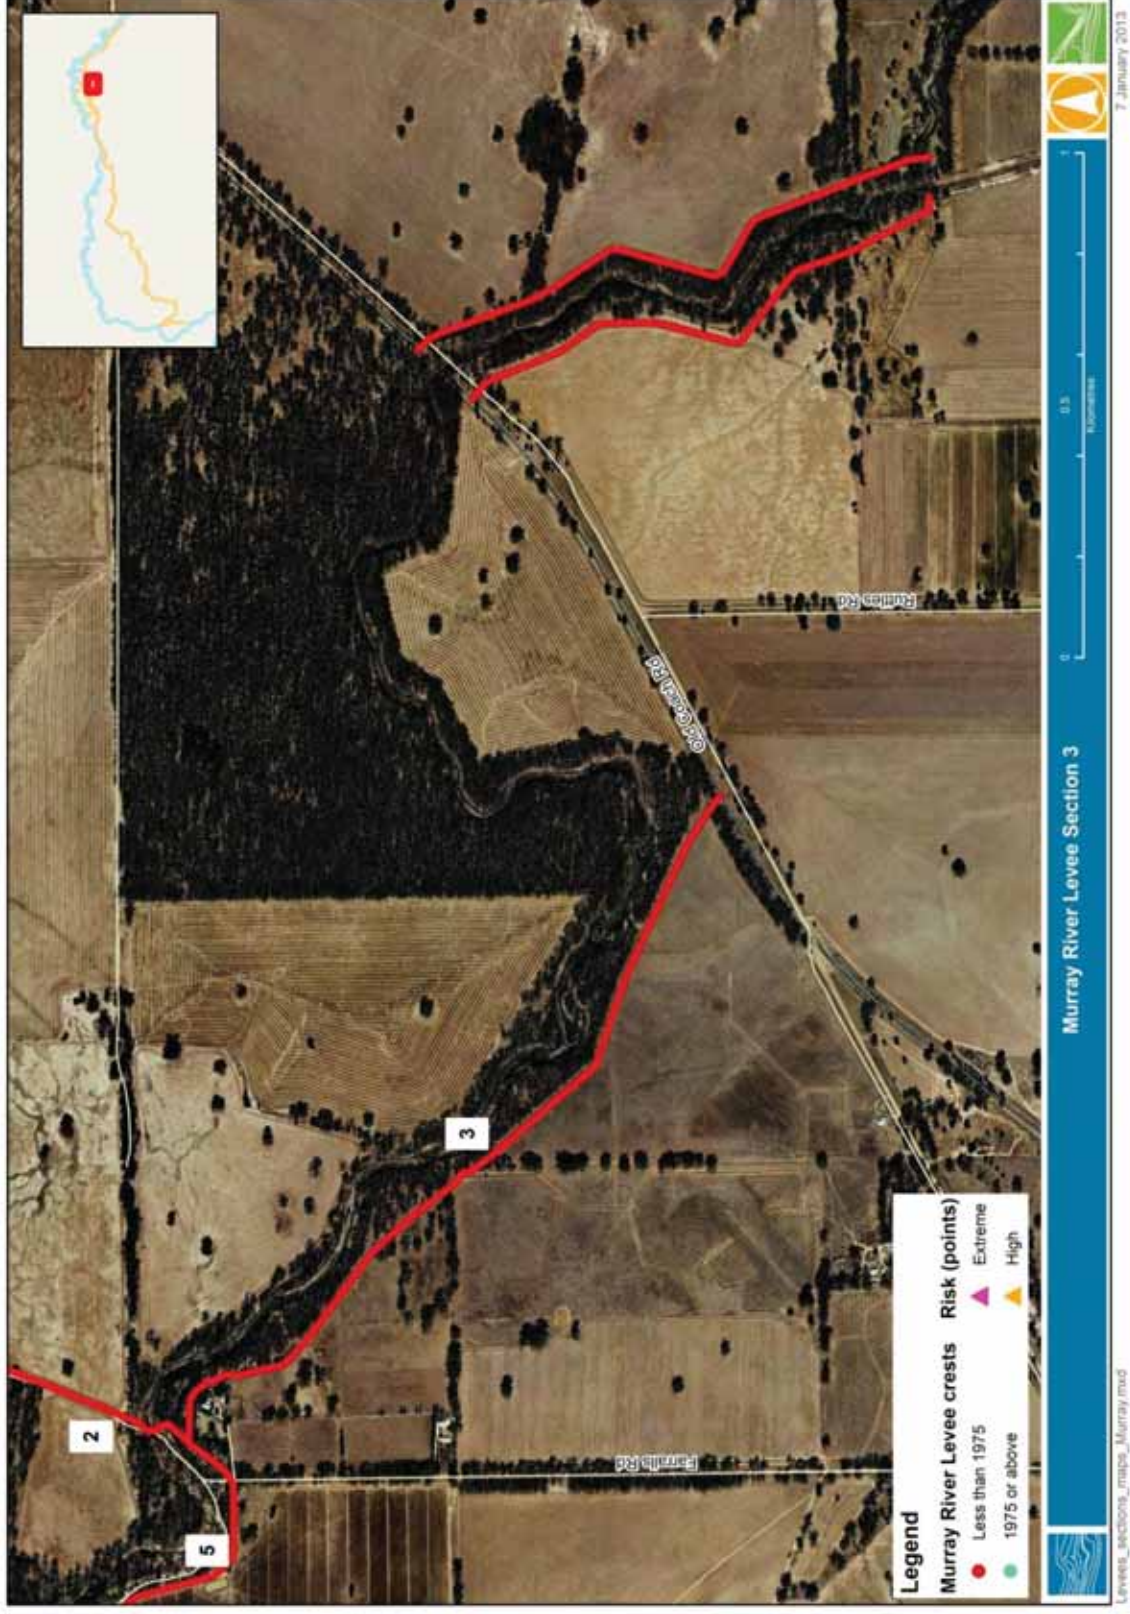 2
3
5
Old Coach Rd
Ruttles Rd
Farralls Rd
Legend
Murray River Levee crests
Less than 1975
1975 or above
Risk (points)
Extreme
High
Murray River Levee Section 3
0 0.5 1
Kilometres
Levees_sections_maps_Murray.mxd
7 January 2013